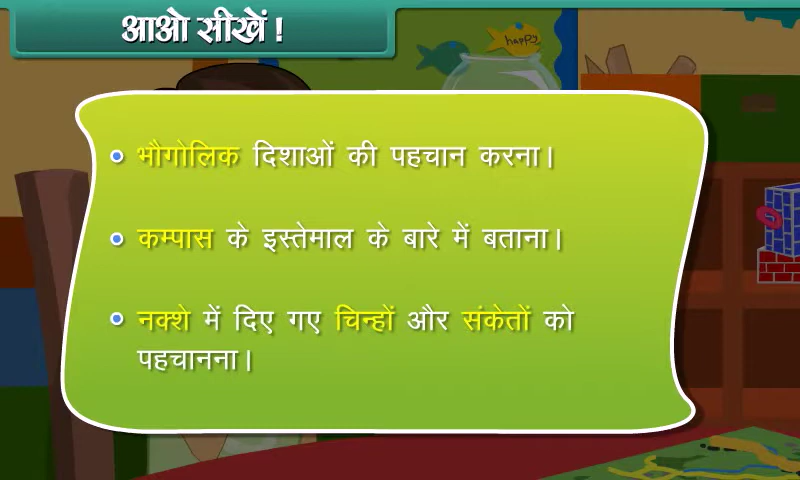 आओ सीखें!
happy
भौगोलिक दिशाओं की पहचान करना।
कम्पास के इस्तेमाल के बारे में बताना।
नक्शे में दिए गए चिन्हों और संकेतों को
पहचानना।